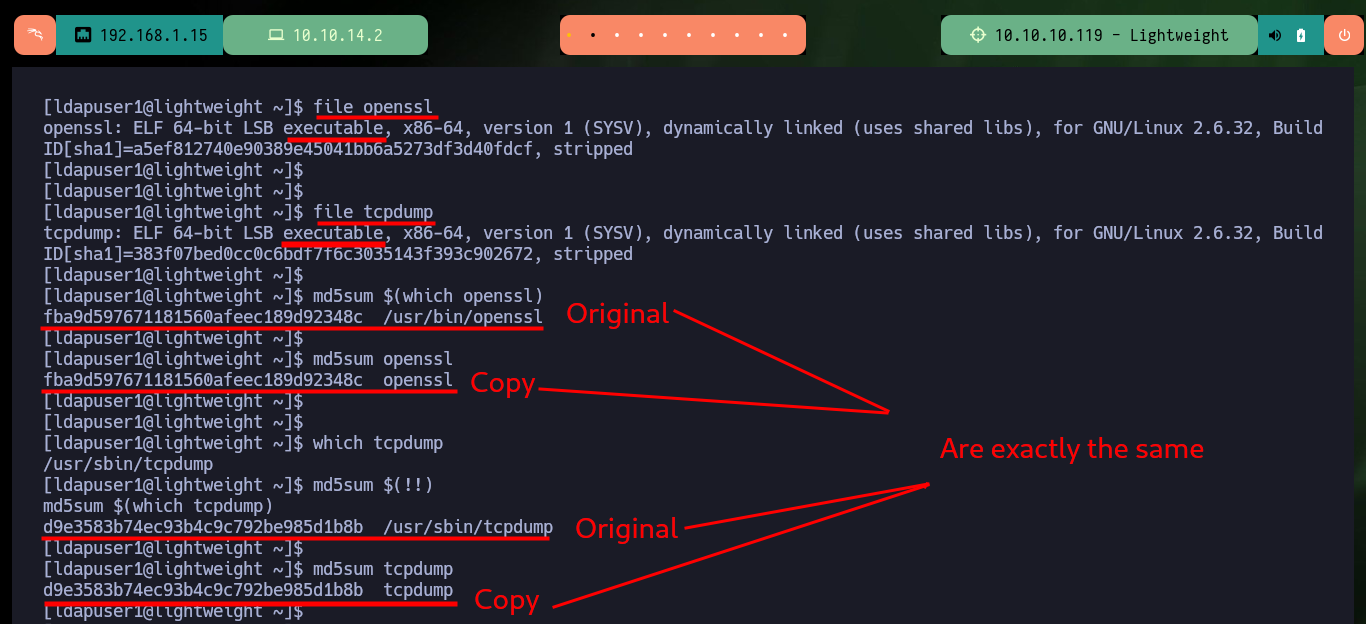 192.168.1.15
10.10.14.2
10.10.10.119 - Lightweight
[ldapuser1@lightweight ~]$ file openssl
openssl: ELF 64-bit LSB executable, x86-64, version 1 (SYSV), dynamically linked (uses shared libs), for GNU/Linux 2.6.32, Build
ID[sha1]=a5ef812740e90389e45041bb6a5273df3d40fdcf, stripped
[ldapuser1@lightweight ~]$
[ldapuser1@lightweight ~]$
[ldapuser1@lightweight ~]$ file tcpdump
tcpdump: ELF 64-bit LSB executable, x86-64, version 1 (SYSV), dynamically linked (uses shared libs), for GNU/Linux 2.6.32, Build
ID[sha1]=383f07bed0cc0c6bdf7f6c3035143f393c902672, stripped
[ldapuser1@lightweight ~]$
[ldapuser1@lightweight ~]$ md5sum $(which openssl)
fba9d597671181560afeec189d92348c  /usr/bin/openssl Original
[ldapuser1@lightweight ~]$
[ldapuser1@lightweight ~]$ md5sum openssl
fba9d597671181560afeec189d92348c  openssl Copy
[ldapuser1@lightweight ~]$
[ldapuser1@lightweight ~]$
[ldapuser1@lightweight ~]$ which tcpdump
Are exactly the same
/usr/sbin/tcpdump
[ldapuser1@lightweight ~]$ md5sum $(!!)
md5sum $(which tcpdump)
d9e3583b74ec93b4c9c792be985d1b8b  /usr/sbin/tcpdump Original
[ldapuser1@lightweight ~]$
[ldapuser1@lightweight ~]$ md5sum tcpdump
d9e3583b74ec93b4c9c792be985d1b8b  tcpdump Copy
[ldapuser1@lightweight ~]$